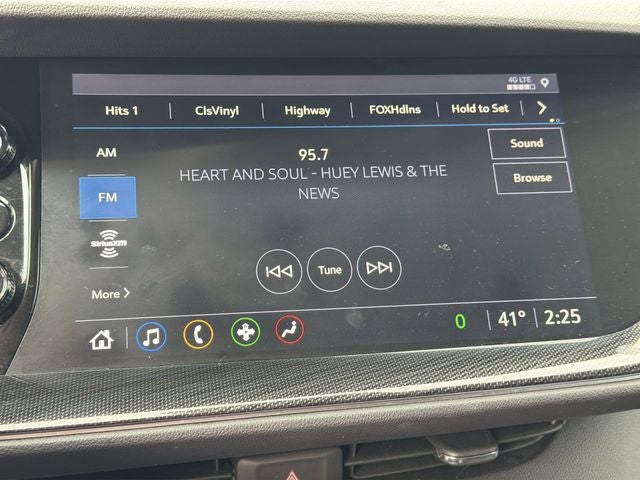 4G LTE
Hits 1 ClsVinyl Highway FOXHdlns Hold to Set
AM
95.7
Sound
HEART AND SOUL - HUEY LEWIS & THE
NEWS
Browse
FM
SiriusXM
Tune
More
0 41° 2:25